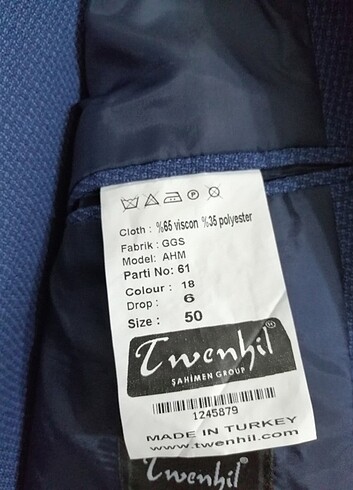 Cloth : %65 viscon %35 polyester
Fabrik : GGS
Model: AHM
Parti No: 61
Colour : 18
Drop : 6
Size : 50
Twenhil
ŞAHİMEN GROUP
1245879
MADE IN TURKEY
www.twenhil.com
Twenhil